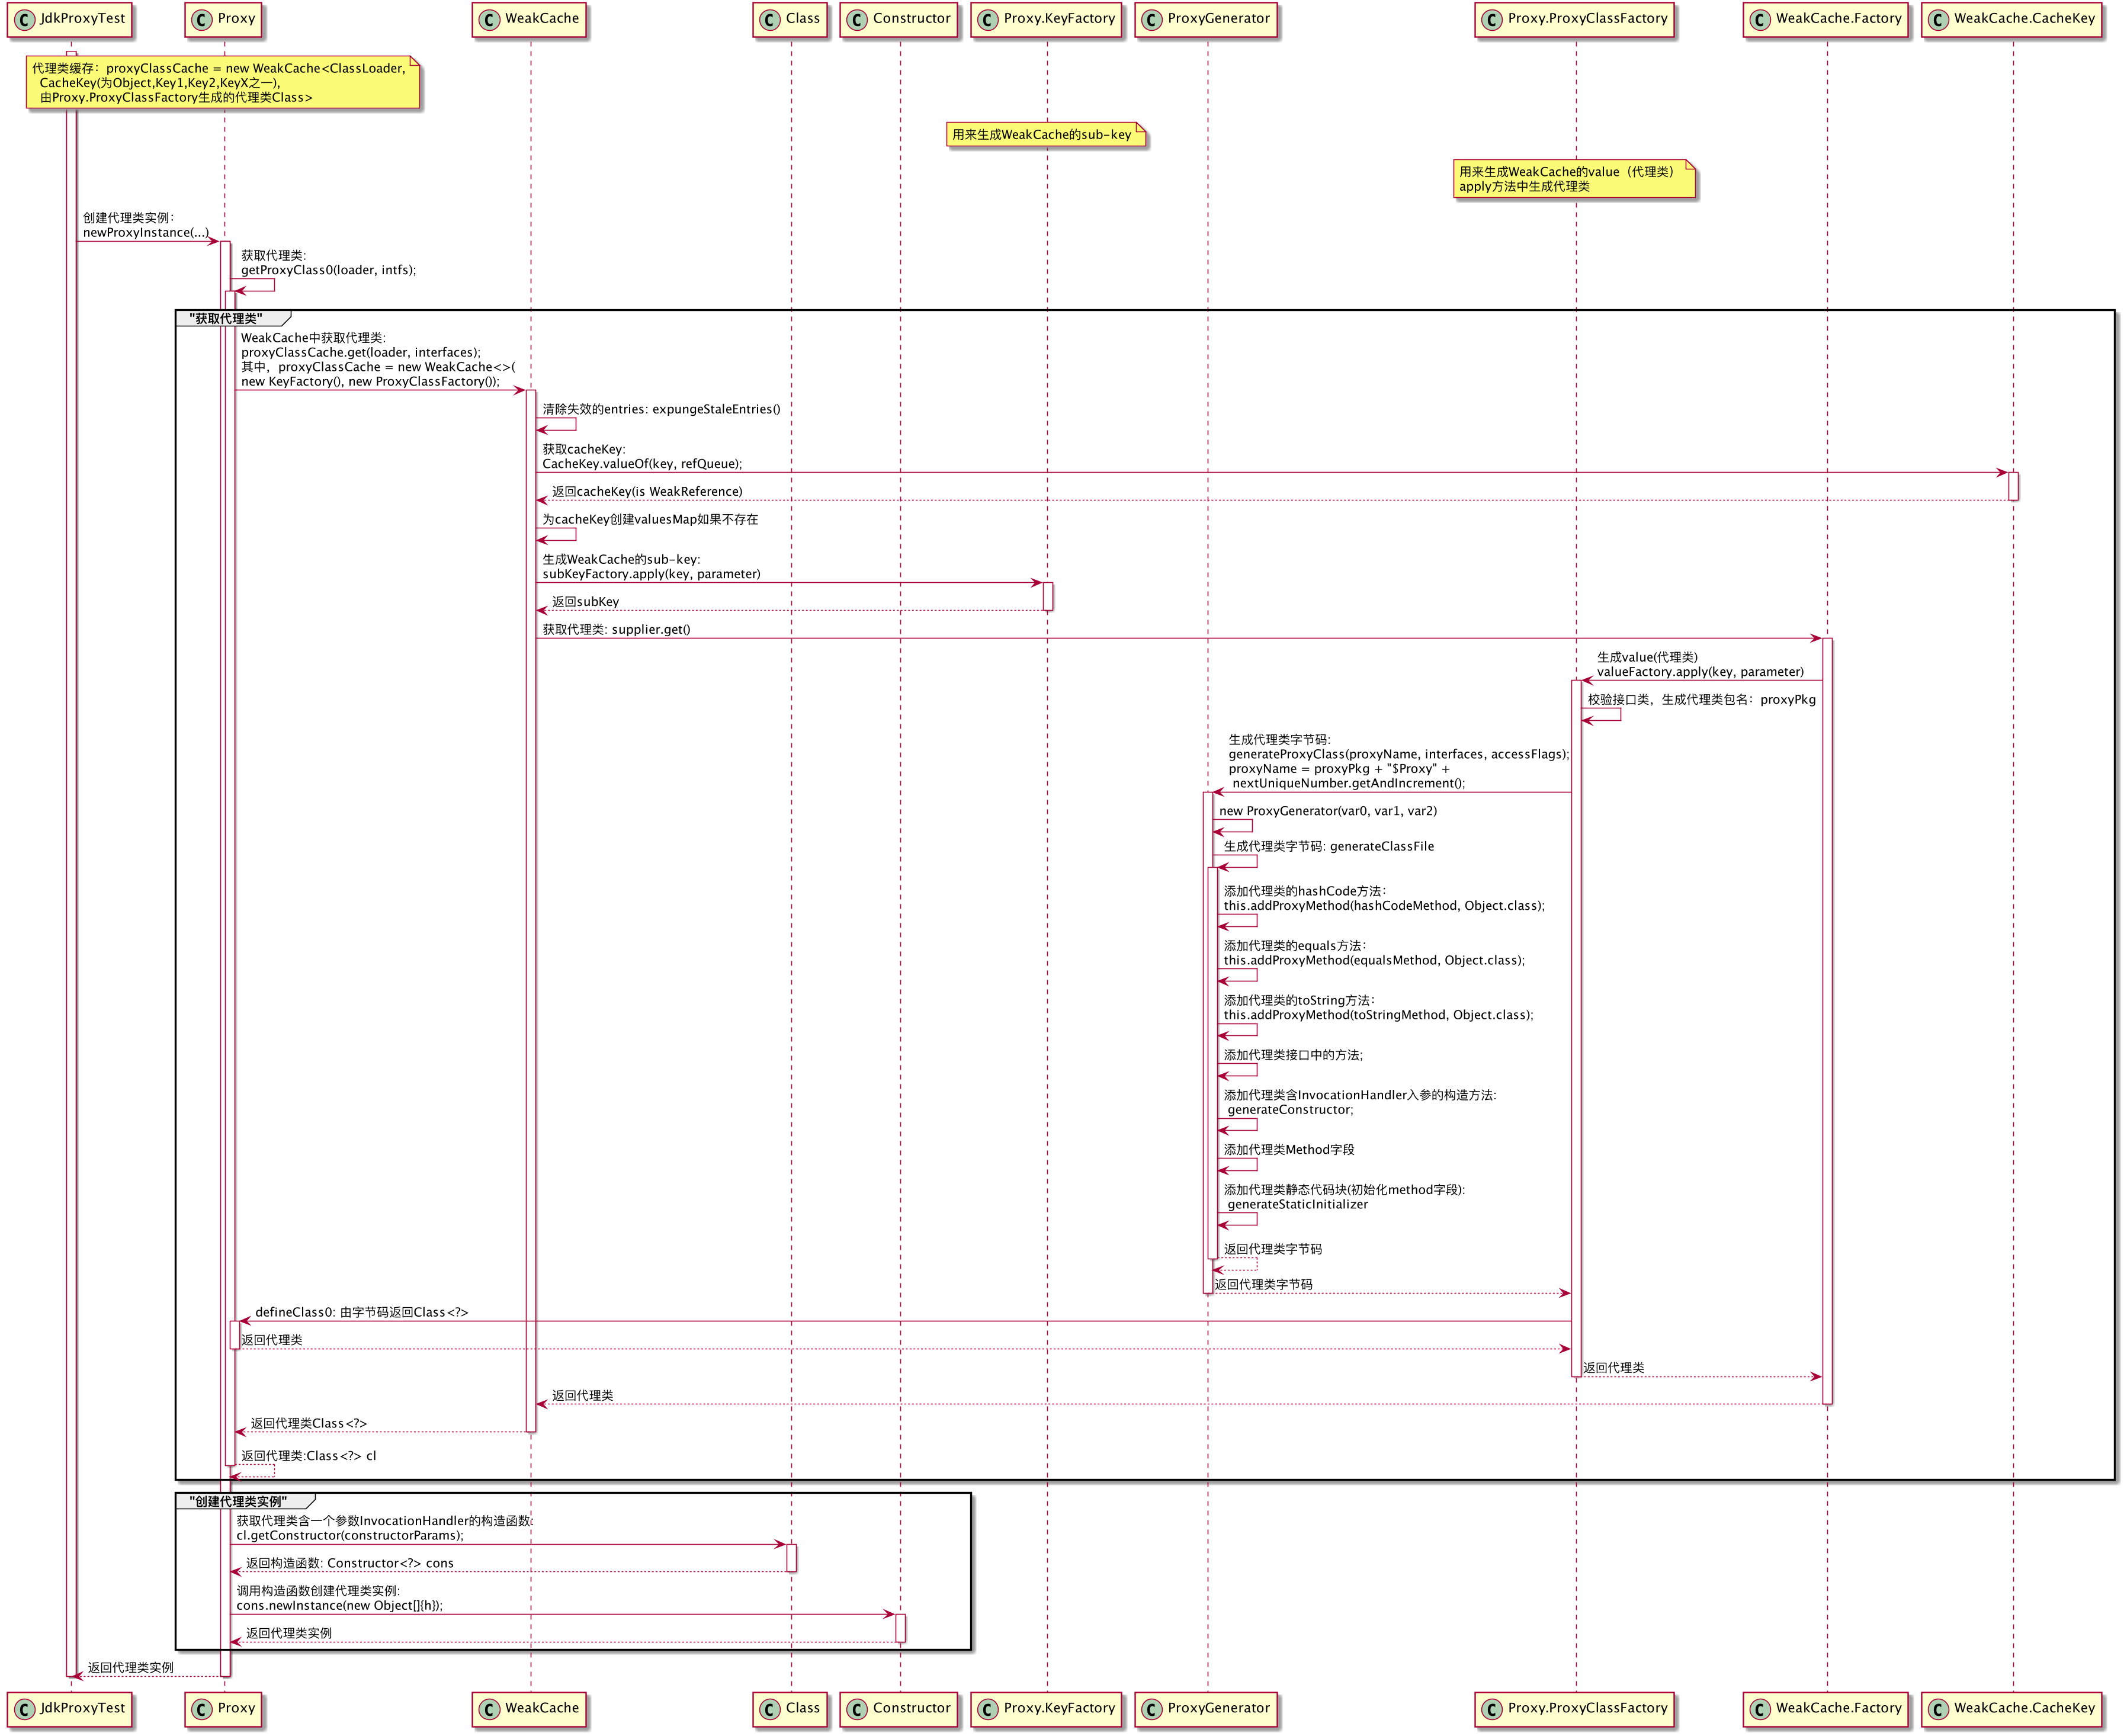 C JdkProxyTest
C Proxy
C WeakCache
C Class
C Constructor
C Proxy.KeyFactory
C ProxyGenerator
C Proxy.ProxyClassFactory
C WeakCache.Factory
C WeakCache.CacheKey
代理类缓存：proxyClassCache = new WeakCache<ClassLoader,
CacheKey(为Object,Key1,Key2,KeyX之一),
由Proxy.ProxyClassFactory生成的代理类Class>
用来生成WeakCache的sub-key
用来生成WeakCache的value（代理类）
apply方法中生成代理类
创建代理类实例：
newProxyInstance(...)
获取代理类:
getProxyClass0(loader, intfs);
"获取代理类"
WeakCache中获取代理类:
proxyClassCache.get(loader, interfaces);
其中，proxyClassCache = new WeakCache<>(
new KeyFactory(), new ProxyClassFactory());
清除失效的entries: expungeStaleEntries()
获取cacheKey:
CacheKey.valueOf(key, refQueue);
返回cacheKey(is WeakReference)
为cacheKey创建valuesMap如果不存在
生成WeakCache的sub-key:
subKeyFactory.apply(key, parameter)
返回subKey
获取代理类: supplier.get()
生成value(代理类)
valueFactory.apply(key, parameter)
校验接口类，生成代理类包名：proxyPkg
生成代理类字节码:
generateProxyClass(proxyName, interfaces, accessFlags);
proxyName = proxyPkg + "$Proxy" +
nextUniqueNumber.getAndIncrement();
new ProxyGenerator(var0, var1, var2)
生成代理类字节码: generateClassFile
添加代理类的hashCode方法：
this.addProxyMethod(hashCodeMethod, Object.class);
添加代理类的equals方法：
this.addProxyMethod(equalsMethod, Object.class);
添加代理类的toString方法：
this.addProxyMethod(toStringMethod, Object.class);
添加代理类接口中的方法;
添加代理类含InvocationHandler入参的构造方法:
generateConstructor;
添加代理类Method字段
添加代理类静态代码块(初始化method字段):
generateStaticInitializer
返回代理类字节码
返回代理类字节码
defineClass0: 由字节码返回Class<?>
返回代理类
返回代理类
返回代理类
返回代理类Class<?>
返回代理类:Class<?> cl
"创建代理类实例"
获取代理类含一个参数InvocationHandler的构造函数:
cl.getConstructor(constructorParams);
返回构造函数: Constructor<?> cons
调用构造函数创建代理类实例:
cons.newInstance(new Object[]{h});
返回代理类实例
返回代理类实例
C JdkProxyTest
C Proxy
C WeakCache
C Class
C Constructor
C Proxy.KeyFactory
C ProxyGenerator
C Proxy.ProxyClassFactory
C WeakCache.Factory
C WeakCache.CacheKey